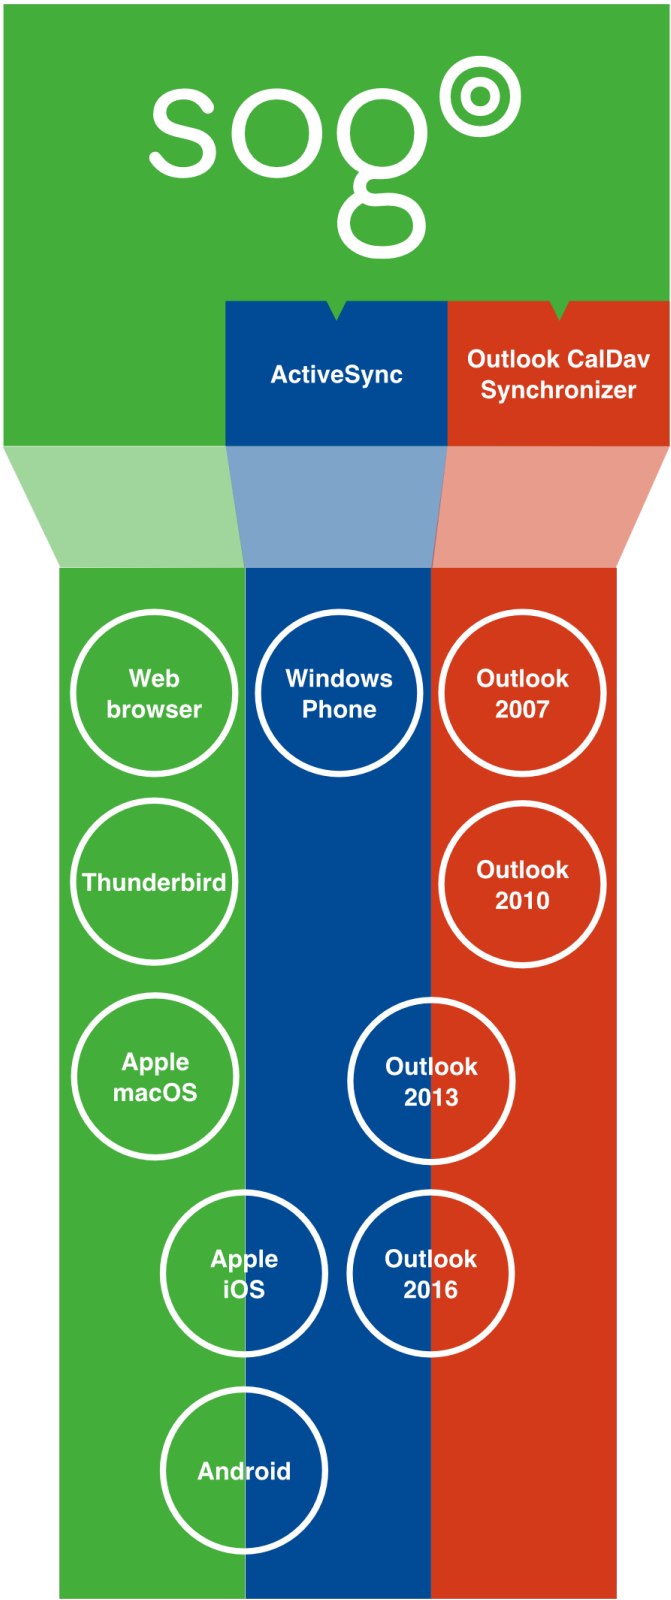 sogo
ActiveSync
Outlook CalDav
Synchronizer
Web
browser
Windows
Phone
Outlook
2007
Thunderbird
Outlook
2010
Apple
macOS
Outlook
2013
Apple
iOS
Outlook
2016
Android